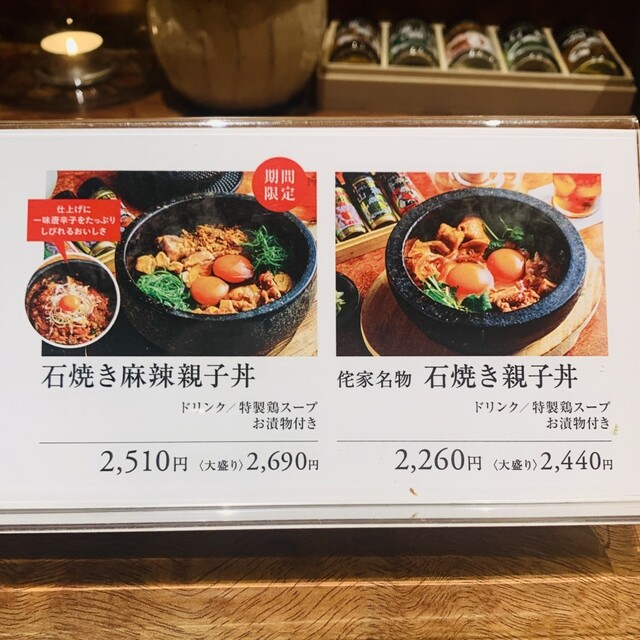 期間
限定
仕上げに
一味唐辛子をたっぷり
しびれるおいしさ
石焼き麻辣親子丼
ドリンク／特製鶏スープ
お漬物付き
2,510円 〈大盛り〉2,690円
侘家名物 石焼き親子丼
ドリンク／特製鶏スープ
お漬物付き
2,260円 〈大盛り〉2,440円